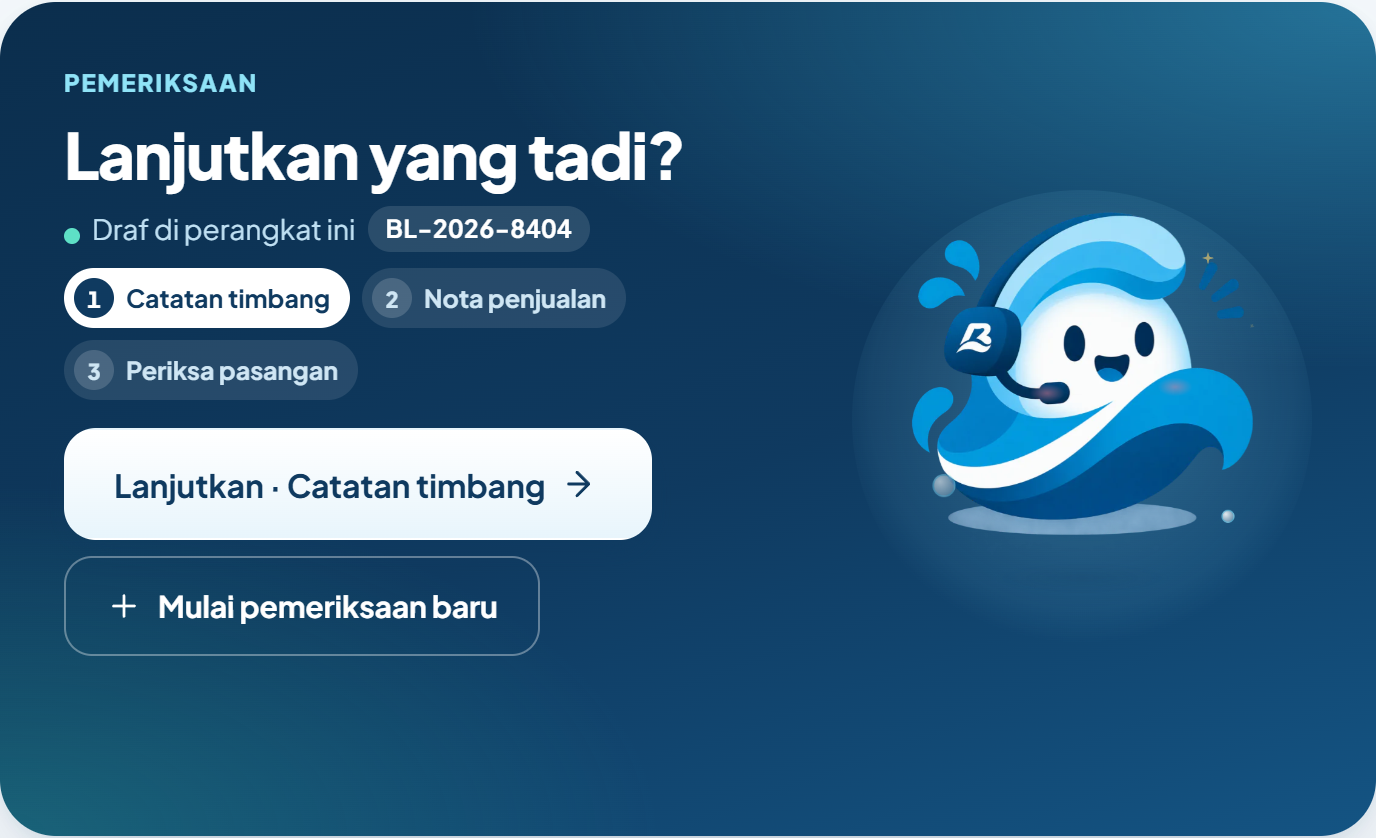 PEMERIKSAAN
Lanjutkan yang tadi?
Draf di perangkat ini BL-2026-8404
1 Catatan timbang 2 Nota penjualan
3 Periksa pasangan
Lanjutkan · Catatan timbang →
+ Mulai pemeriksaan baru